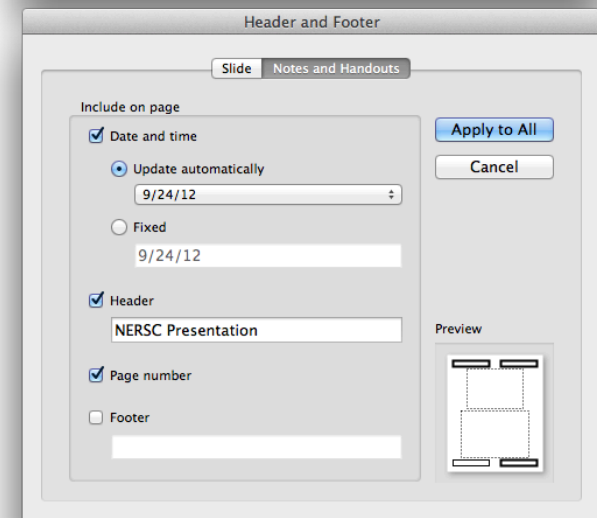 Header and Footer
Slide Notes and Handouts
Include on page
Date and time
Update automatically
9/24/12
Fixed
9/24/12
Header
NERSC Presentation
Page number
Footer
Apply to All
Cancel
Preview